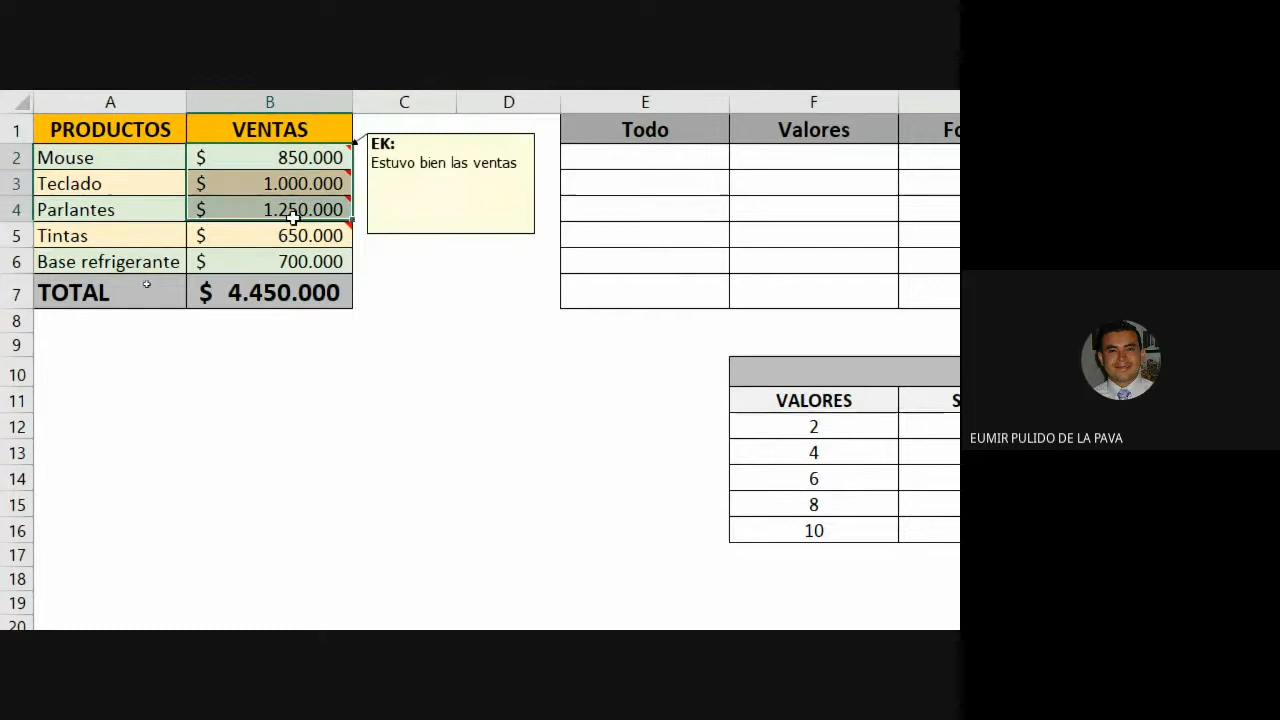 A B C D E F
1 PRODUCTOS VENTAS Todo Valores Fo
2 Mouse $ 850.000
3 Teclado $ 1.000.000
4 Parlantes $ 1.250.000
5 Tintas $ 650.000
6 Base refrigerante $ 700.000
7 TOTAL $ 4.450.000
EK:
Estuvo bien las ventas
8
9
10
11 VALORES S
12 2
13 4
14 6
15 8
16 10
17
18
19
20
EUMIR PULIDO DE LA PAVA